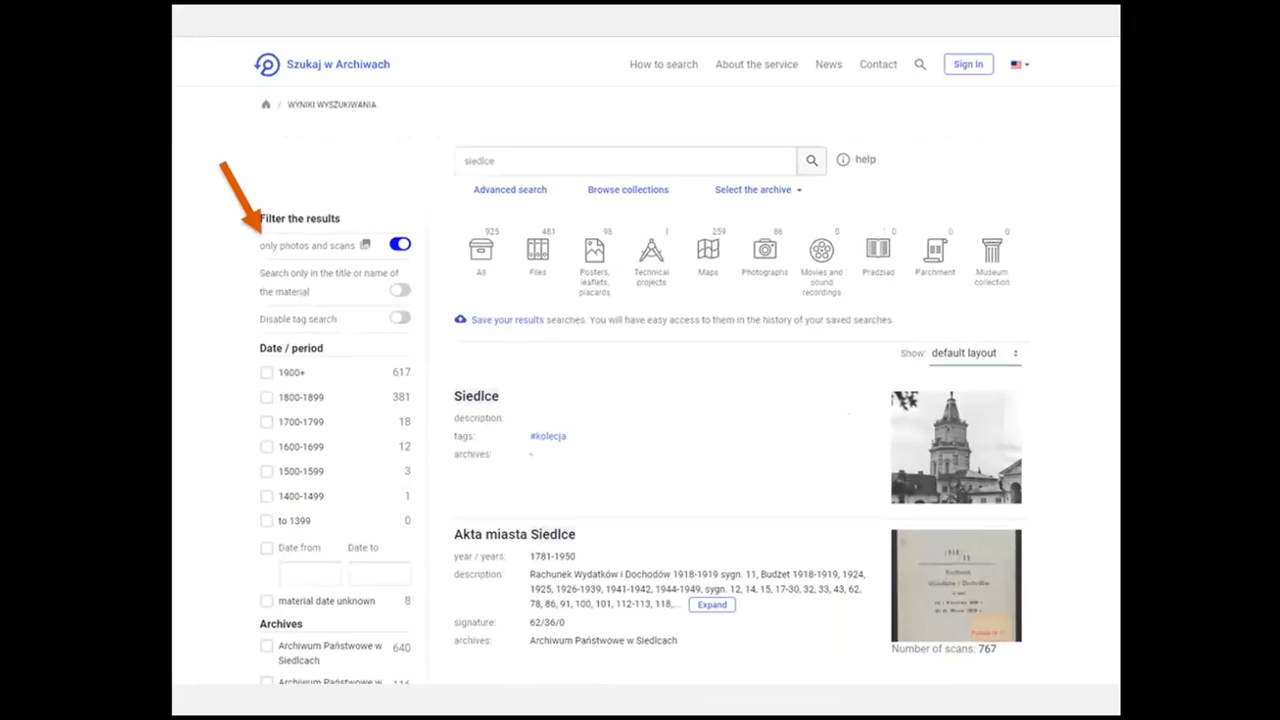 Szukaj w Archiwach
How to search
About the service
News
Contact
Sign In
/ WYNIKI WYSZUKIWANIA
siedlce
help
Advanced search
Browse collections
Select the archive
Filter the results
only photos and scans
Search only in the title or name of
the material
Disable tag search
Date / period
1900+ 617
1800-1899 381
1700-1799 18
1600-1699 12
1500-1599 3
1400-1499 1
to 1399 0
Date from Date to
material date unknown 8
Archives
Archiwum Państwowe w 640
Siedlcach
Archiwum Państwowe w 116
925
All
481
Files
98
Posters,
leaflets,
placards
1
Technical
projects
259
Maps
86
Photographs
0
Movies and
sound
recordings
0
Pradziad
0
Parchment
0
Museum
collection
Save your results searches. You will have easy access to them in the history of your saved searches
Show: default layout
Siedlce
description:
tags: #kolecja
archives: -
Akta miasta Siedlce
year / years: 1781-1950
description: Rachunek Wydatków i Dochodów 1918-1919 sygn. 11, Budżet 1918-1919, 1924,
1925, 1926-1939, 1941-1942, 1944-1949, sygn. 12, 14, 15, 17-30, 32, 33, 43, 62,
78, 86, 91, 100, 101, 112-113, 118,... Expand
signature: 62/36/0
archives: Archiwum Państwowe w Siedlcach
Rachunek
Wydatków i Dochodów
Number of scans: 767